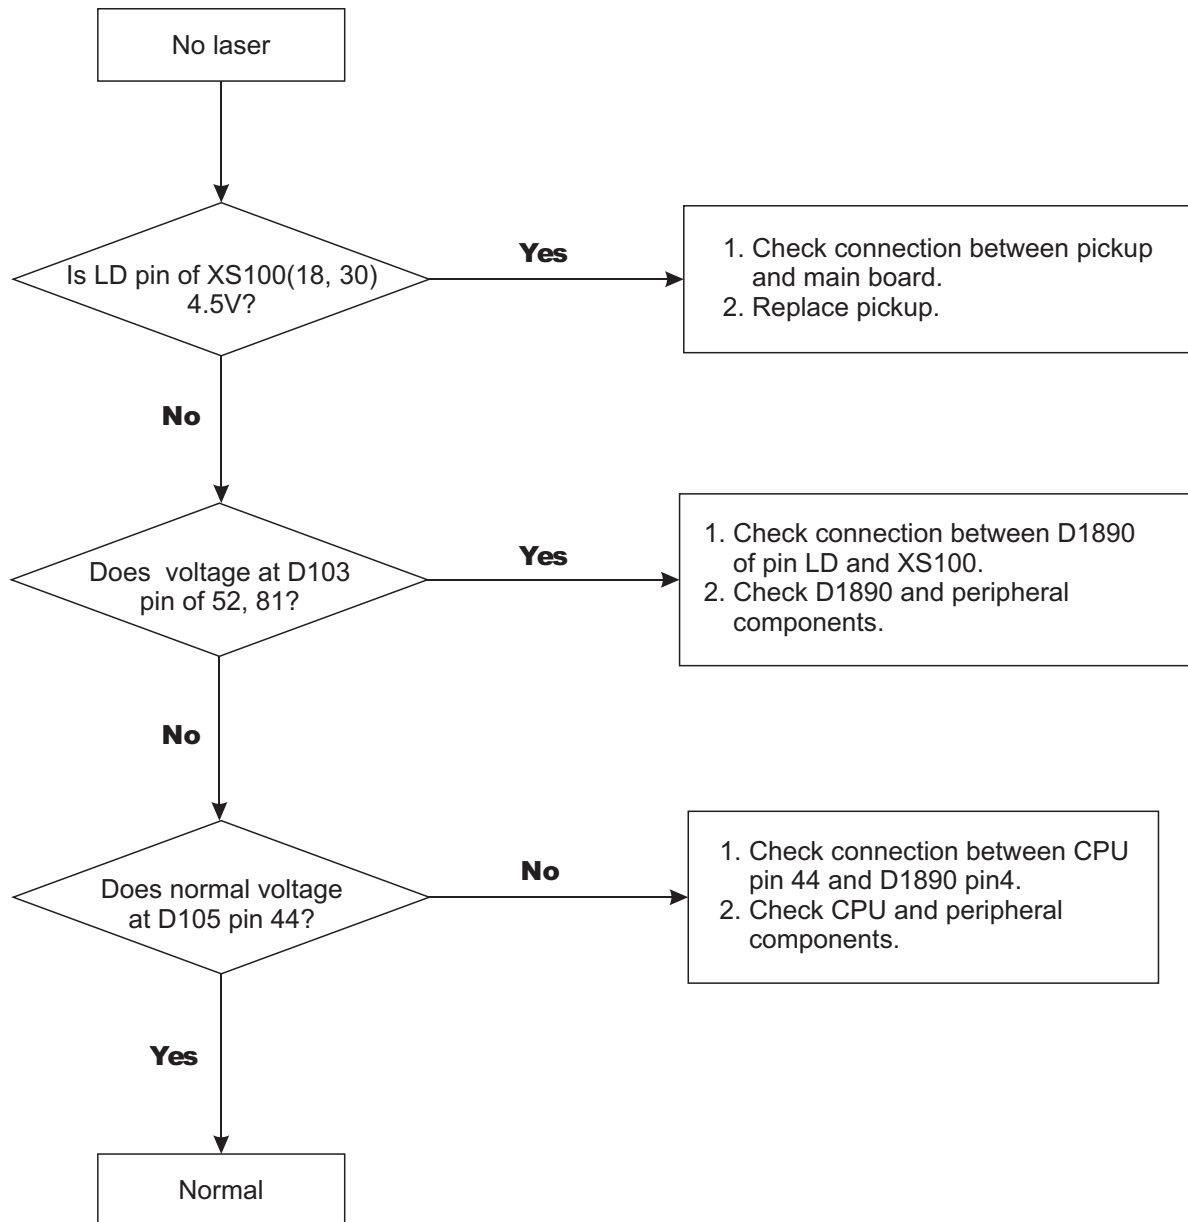 No laser
Is LD pin of XS100(18, 30)
4.5V?
Yes
1. Check connection between pickup
and main board.
2. Replace pickup.
No
Does  voltage at D103
pin of 52, 81?
Yes
1. Check connection between D1890
of pin LD and XS100.
2. Check D1890 and peripheral
components.
No
Does normal voltage
at D105 pin 44?
No
1. Check connection between CPU
pin 44 and D1890 pin4.
2. Check CPU and peripheral
components.
Yes
Normal